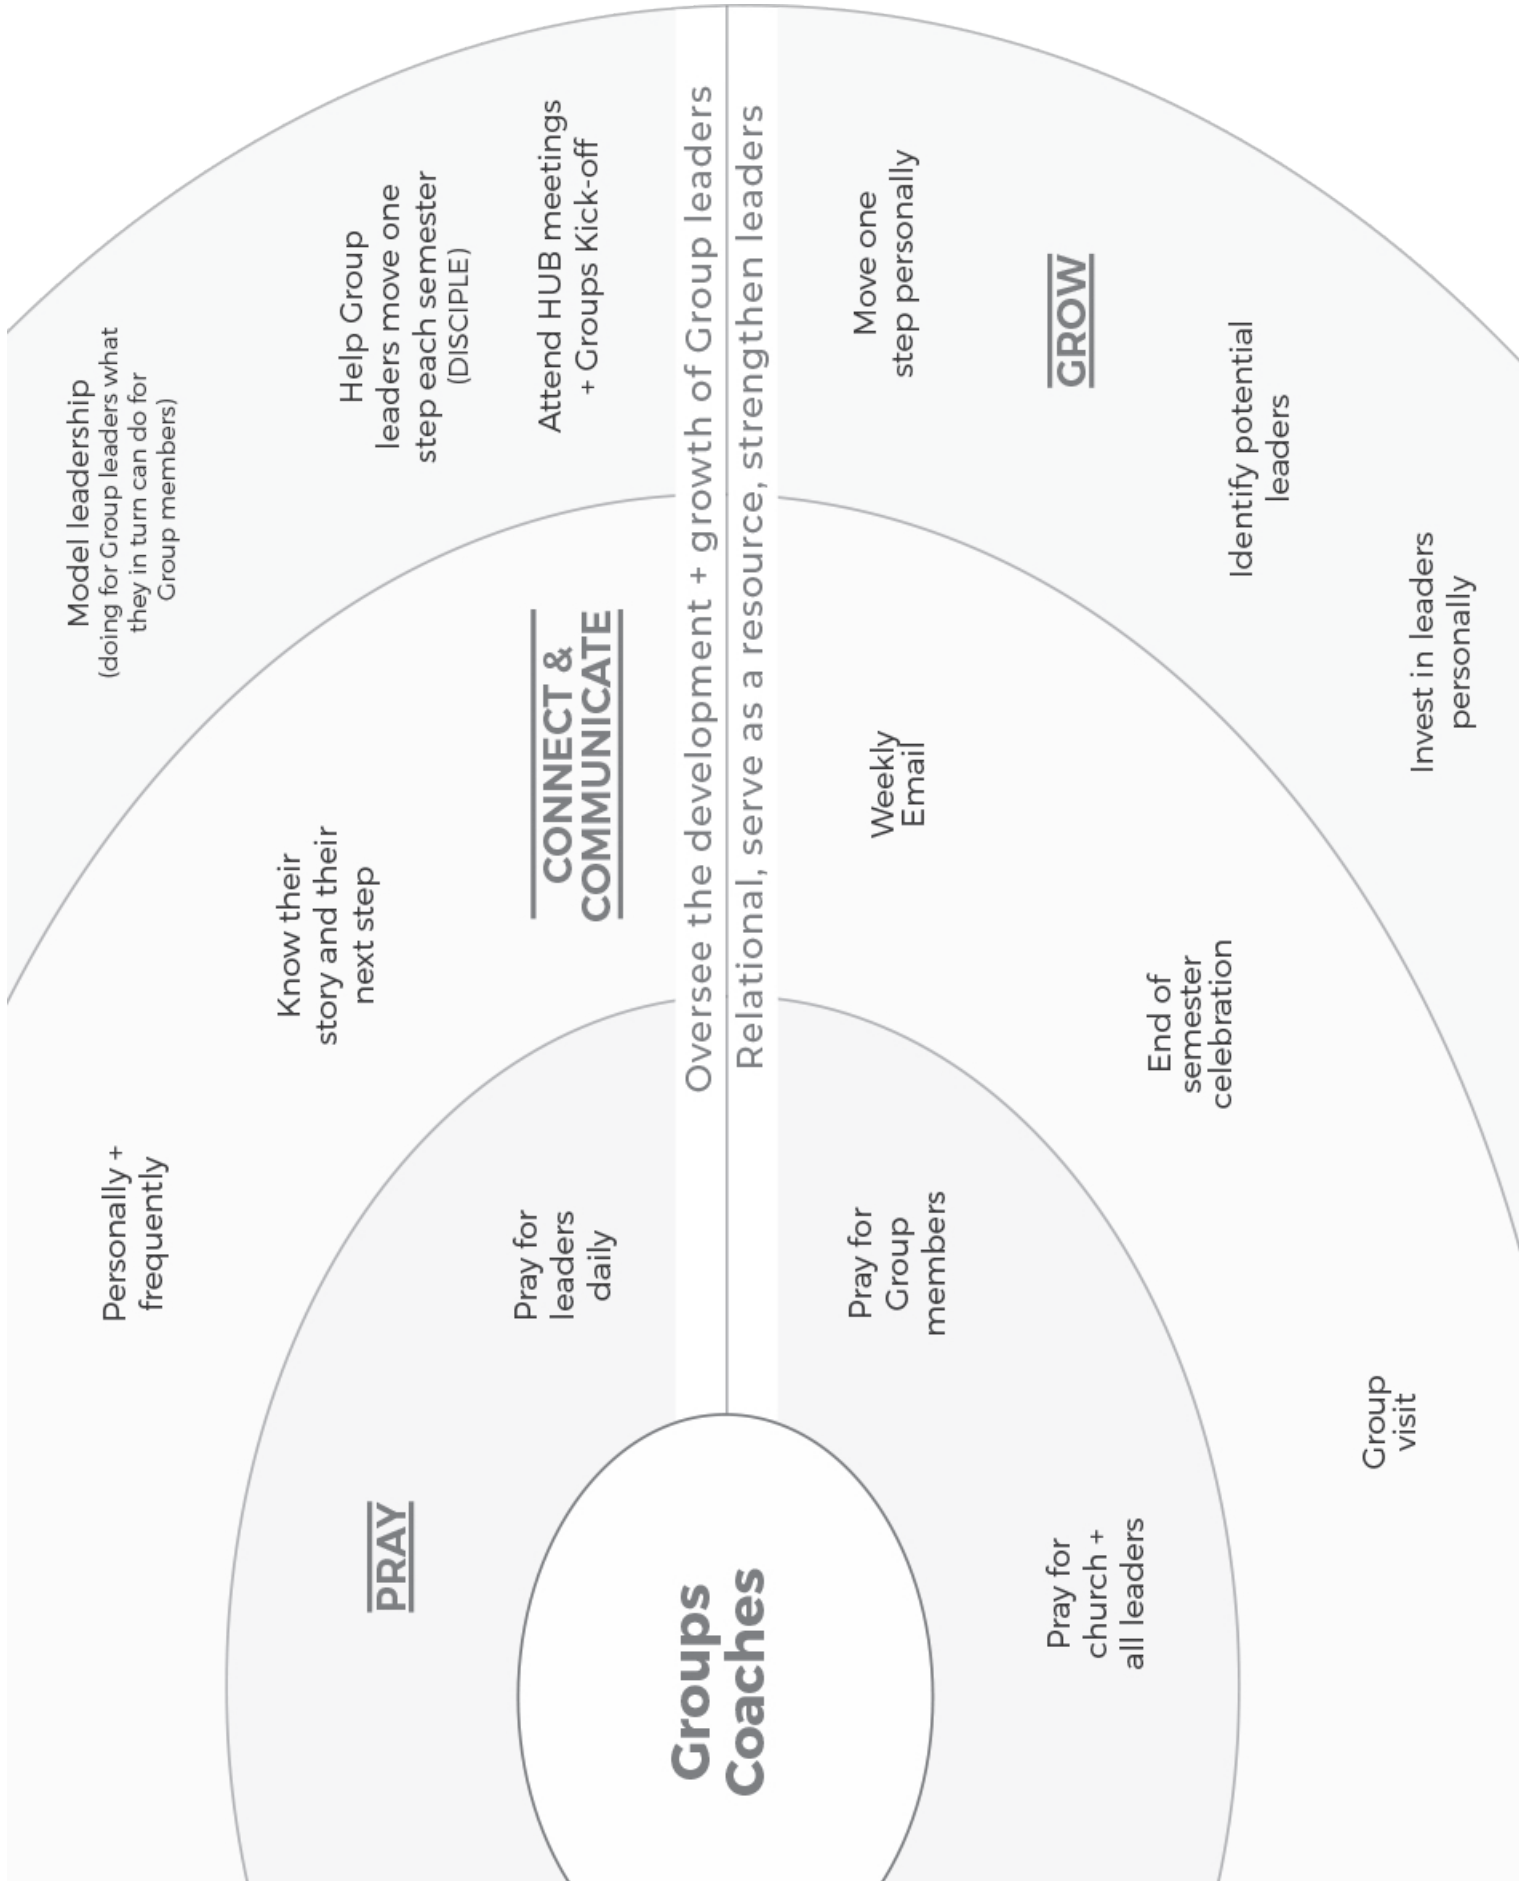 Groups
Coaches
Oversee the development + growth of Group leaders
Relational, serve as a resource, strengthen leaders
PRAY
Pray for
leaders
daily
Pray for
Group
members
Pray for
church +
all leaders
CONNECT &
COMMUNICATE
Personally +
frequently
Know their
story and their
next step
Weekly
Email
End of
semester
celebration
Group
visit
GROW
Model leadership
(doing for Group leaders what
they in turn can do for
Group members)
Help Group
leaders move one
step each semester
(DISCIPLE)
Attend HUB meetings
+ Groups Kick-off
Move one
step personally
Identify potential
leaders
Invest in leaders
personally